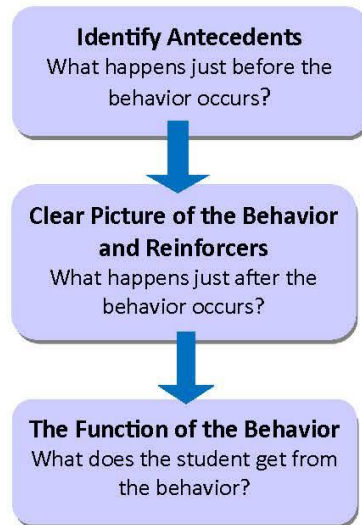 Identify Antecedents
What happens just before the
behavior occurs?
Clear Picture of the Behavior
and Reinforcers
What happens just after the
behavior occurs?
The Function of the Behavior
What does the student get from
the behavior?